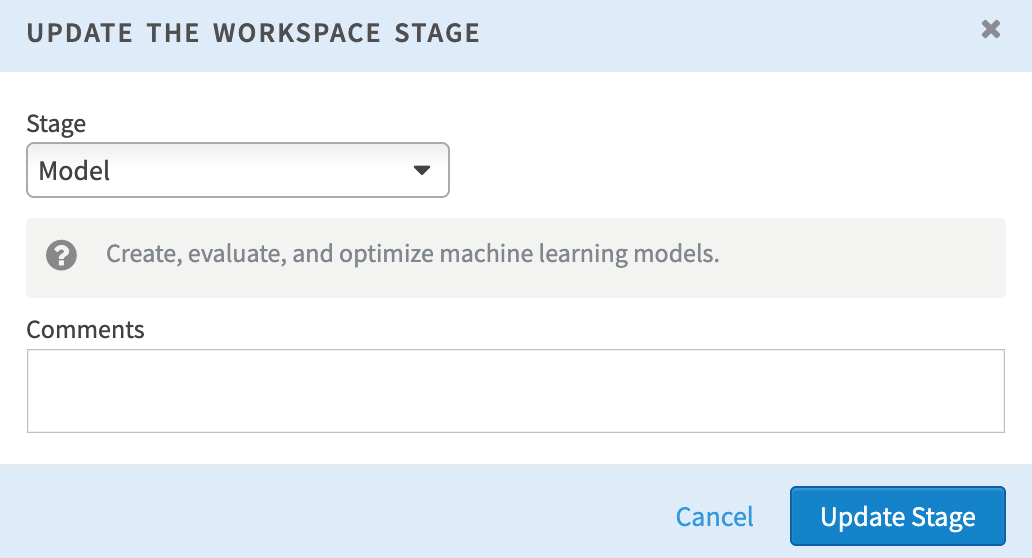 UPDATE THE WORKSPACE STAGE
Stage
Model
Create, evaluate, and optimize machine learning models.
Comments
Cancel
Update Stage